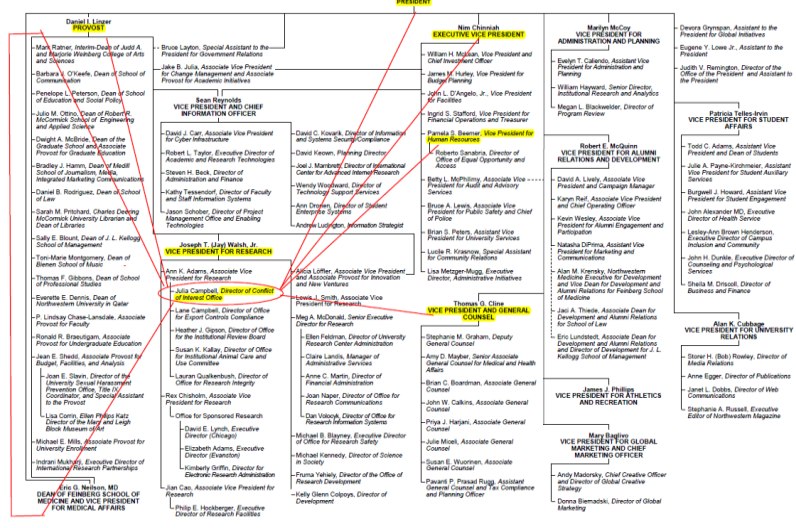 PRESIDENT
Daniel I. Linzer
PROVOST
Mark Ratner, Interim-Dean of Judd A.
and Marjorie Weinberg College of Arts
and Sciences
Barbara J. O'Keefe, Dean of School of
Communication
Penelope L. Peterson, Dean of School
of Education and Social Policy
Julio M. Ottino, Dean of Robert R.
McCormick School of Engineering
and Applied Science
Dwight A. McBride, Dean of the
Graduate School and Associate
Provost for Graduate Education
Bradley J. Hamm, Dean of Medill
School of Journalism, Media,
Integrated Marketing Communications
Daniel B. Rodriguez, Dean of School
of Law
Sarah M. Pritchard, Charles Deering
McCormick University Librarian and
Dean of Libraries
Sally E. Blount, Dean of J. L. Kellogg
School of Management
Toni-Marie Montgomery, Dean of
Bienen School of Music
Thomas F. Gibbons, Dean of School
of Professional Studies
Everette E. Dennis, Dean of
Northwestern University in Qatar
P. Lindsay Chase-Lansdale, Associate
Provost for Faculty
Ronald R. Braeutigam, Associate
Provost for Undergraduate Education
Jean E. Shedd, Associate Provost for
Budget, Facilities, and Analysis
Joan E. Slavin, Director of the
University Sexual Harassment
Prevention Office, Title IX
Coordinator, and Special Assistant
to the Provost
Lisa Corrin, Ellen Philips Katz
Director of the Mary and Leigh
Block Museum of Art
Michael E. Mills, Associate Provost for
University Enrollment
Indrani Mukharji, Executive Director of
International Research Partnerships
Eric G. Neilson, MD
DEAN OF FEINBERG SCHOOL OF
MEDICINE AND VICE PRESIDENT
FOR MEDICAL AFFAIRS
Bruce Layton, Special Assistant to the
President for Government Relations
Jake B. Julia, Associate Vice President
for Change Management and Associate
Provost for Academic Initiatives
Sean Reynolds
VICE PRESIDENT AND CHIEF
INFORMATION OFFICER
David J. Carr, Associate Vice President
for Cyber Infrastructure
Robert L. Taylor, Executive Director of
Academic and Research Technologies
Steven H. Beck, Director of
Administration and Finance
Kathy Tessendorf, Director of Faculty
and Staff Information Systems
Jason Schober, Director of Project
Management Office and Enabling
Technologies
David C. Kovarik, Director of Information
and Systems Security/Compliance
David Keown, Planning Director
Joel J. Mambretti, Director of International
Center for Advanced Internet Research
Wendy Woodward, Director of
Technology Support Services
Ann Dronen, Director of Student
Enterprise Systems
Andrew Ludington, Information Strategist
Joseph T. (Jay) Walsh, Jr.
VICE PRESIDENT FOR RESEARCH
Ann K. Adams, Associate Vice
President for Research
Julia Campbell, Director of Conflict
of Interest Office
Lane Campbell, Director of Office for
Export Controls Compliance
Heather J. Gipson, Director of Office for
the Institutional Review Board
Susan K. Kallay, Director of Office
for Institutional Animal Care and
Use Committee
Lauran Qualkenbush, Director of Office
for Research Integrity
Rex Chisholm, Associate Vice
President for Research
Office for Sponsored Research
David E. Lynch, Executive
Director (Chicago)
Elizabeth Adams, Executive
Director (Evanston)
Kimberly Griffin, Director for
Electronic Research Administration
Jian Cao, Associate Vice President for
Research
Philip E. Hockberger, Executive
Director of Research Facilities
Alicia Löffler, Associate Vice President
and Associate Provost for Innovation
and New Ventures
Lewis J. Smith, Associate Vice
President for Research
Meg A. McDonald, Senior Executive
Director for Research
Ellen Feldman, Director of University
Research Center Administration
Claire Landis, Manager of
Administrative Services
Anne C. Martin, Director of
Financial Administration
Joan Naper, Director of Office for
Research Communications
Dan Volocyk, Director of Office for
Research Information Systems
Michael B. Blayney, Executive Director
of Office for Research Safety
Michael Kennedy, Director of Science
in Society
Fruma Yehiely, Director of the Office of
Research Development
Kelly Glenn Colpoys, Director of
Development
Nim Chinniah
EXECUTIVE VICE PRESIDENT
William H. McLean, Vice President and
Chief Investment Officer
James M. Hurley, Vice President for
Budget Planning
John L. D'Angelo, Jr., Vice President
for Facilities
Ingrid S. Stafford, Vice President for
Financial Operations and Treasurer
Pamela S. Beemer, Vice President for
Human Resources
Roberto Sanabria, Director of
Office of Equal Opportunity and
Access
Betty L. McPhilimy, Associate Vice
President for Audit and Advisory
Services
Bruce A. Lewis, Associate Vice
President for Public Safety and Chief
of Police
Brian S. Peters, Assistant Vice
President for University Services
Lucile R. Krasnow, Special Assistant
for Community Relations
Lisa Metzger-Mugg, Executive
Director, Administrative Initiatives
Thomas G. Cline
VICE PRESIDENT AND GENERAL
COUNSEL
Stephanie M. Graham, Deputy
General Counsel
Amy D. Mayber, Senior Associate
General Counsel for Medical and Health
Affairs
Brian C. Boardman, Associate General
Counsel
John W. Calkins, Associate General
Counsel
Priya J. Harjani, Associate General
Counsel
Julie Miceli, Associate General
Counsel
Susan E. Wuorinen, Associate General
Counsel
Pavanti P. Prasad Rugg, Assistant
General Counsel and Tax Compliance
and Planning Officer
Marilyn McCoy
VICE PRESIDENT FOR
ADMINISTRATION AND PLANNING
Evelyn T. Caliendo, Assistant Vice
President for Administration and
Planning
William Hayward, Senior Director,
Institutional Research and Analytics
Megan L. Blackwelder, Director of
Program Review
Robert E. McQuinn
VICE PRESIDENT FOR ALUMNI
RELATIONS AND DEVELOPMENT
David A. Lively, Associate Vice
President and Campaign Manager
Karyn Reif, Associate Vice President
and Chief Operating Officer
Kevin Wesley, Associate Vice
President for Alumni Engagement and
Participation
Natasha DiPrima, Assistant Vice
President for Marketing and
Communications
Alan M. Krensky, Northwestern
Medicine Executive for Development
and Vice Dean for Development and
Alumni Relations for Feinberg School
of Medicine
Jaci A. Thiede, Associate Dean for
Development and Alumni Relations
for School of Law
Eric Lundstedt, Associate Dean for
Development and Alumni Relations
and Director of Development for J. L.
Kellogg School of Management
James J. Phillips
VICE PRESIDENT FOR ATHLETICS
AND RECREATION
Mary Baglivo
VICE PRESIDENT FOR GLOBAL
MARKETING AND CHIEF
MARKETING OFFICER
Andy Madorsky, Chief Creative Officer
and Director of Global Creative
Strategy
Donna Biernadski, Director of Global
Marketing
Devora Grynspan, Assistant to the
President for Global Initiatives
Eugene Y. Lowe Jr., Assistant to the
President
Judith V. Remington, Director of the
Office of the President and Assistant to
the President
Patricia Telles-Irvin
VICE PRESIDENT FOR STUDENT
AFFAIRS
Todd C. Adams, Assistant Vice
President and Dean of Students
Julie A. Payne-Kirchmeier, Assistant
Vice President for Student Auxiliary
Services
Burgwell J. Howard, Assistant Vice
President for Student Engagement
John Alexander MD, Executive
Director of Health Service
Lesley-Ann Brown Henderson,
Executive Director of Campus
Inclusion and Community
John H. Dunkle, Executive Director of
Counseling and Psychological
Services
Sheila M. Driscoll, Director of
Business and Finance
Alan K. Cubbage
VICE PRESIDENT FOR UNIVERSITY
RELATIONS
Storer H. (Bob) Rowley, Director of
Media Relations
Anne Egger, Director of Publications
Janet L. Dobbs, Director of Web
Communications
Stephanie A. Russell, Executive
Editor of Northwestern Magazine